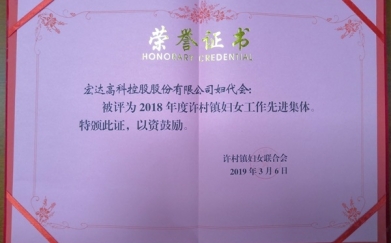 荣誉证书
HONORARY CREDENTIAL
宏达高科控股股份有限公司妇代会:
被评为2018年度许村镇妇女工作先进集体。
特颁此证,以资鼓励。
许村镇妇女联合会
2019年3月6日